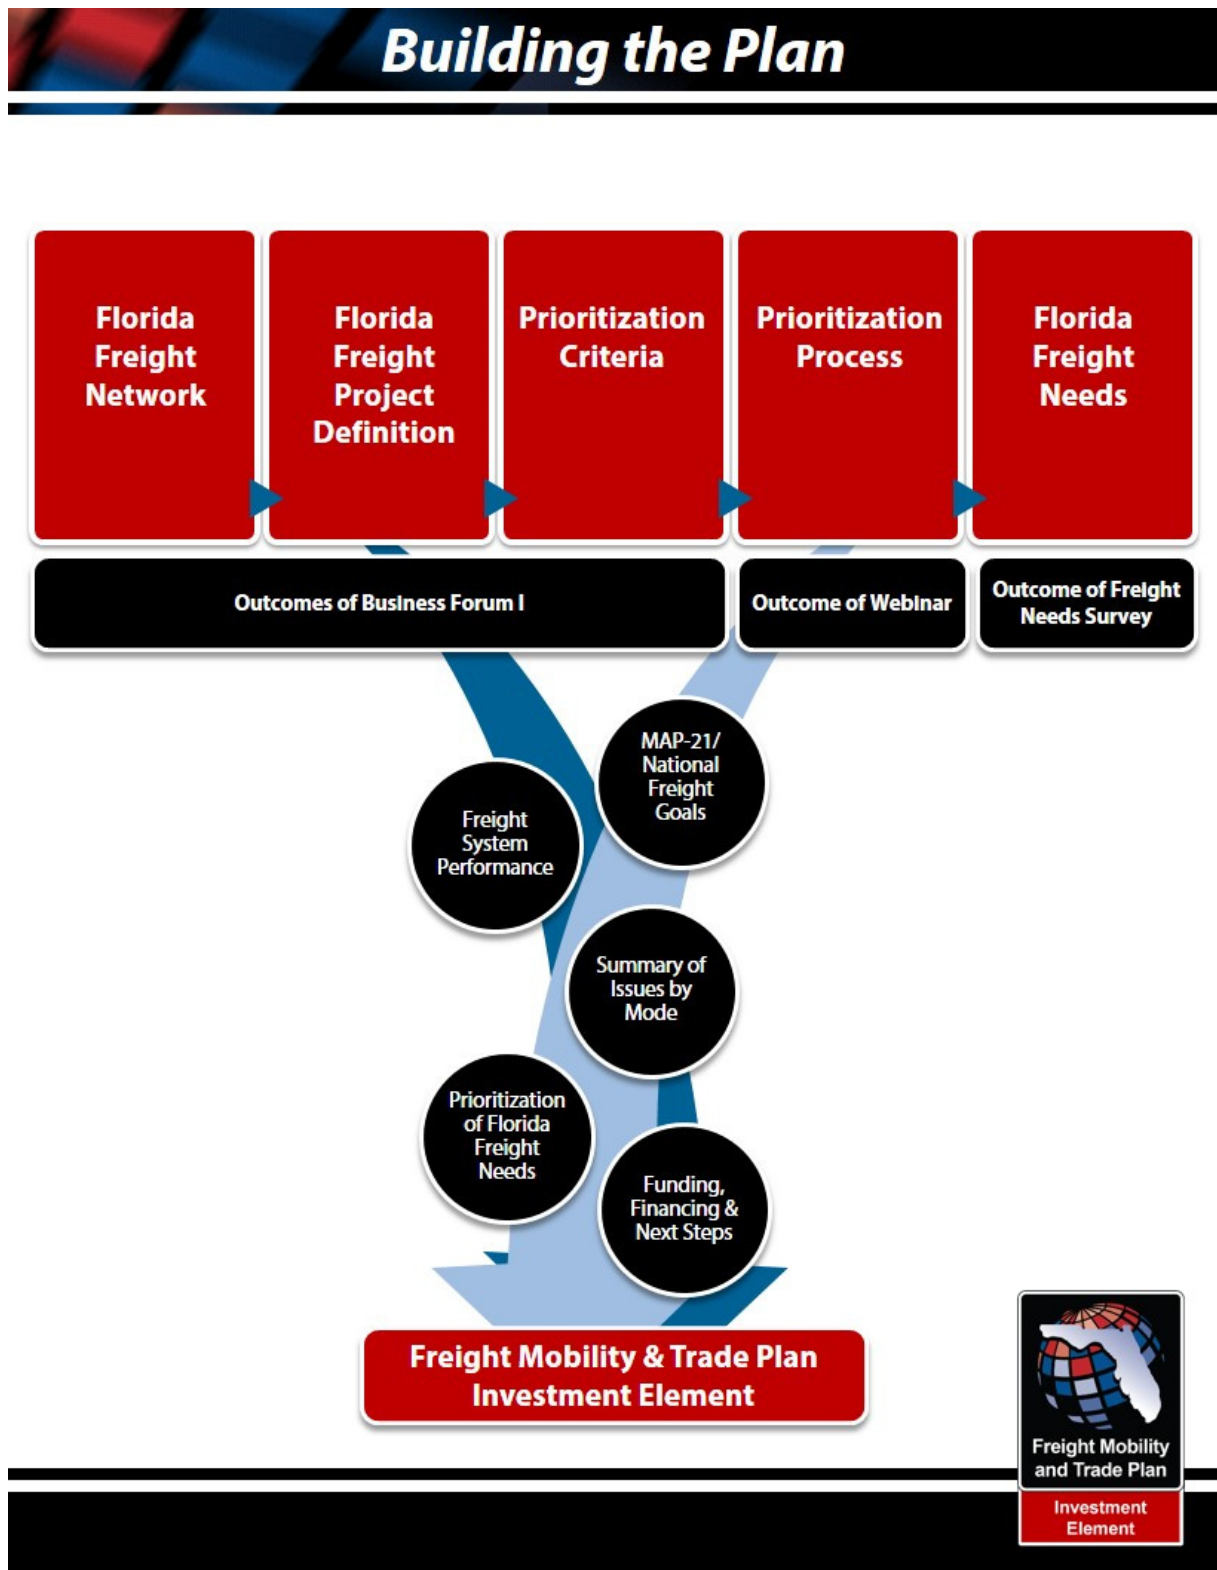 Building the Plan
Florida
Freight
Network
Florida
Freight
Project
Definition
Prioritization
Criteria
Prioritization
Process
Florida
Freight
Needs
Outcomes of Business Forum I
Outcome of Webinar
Outcome of Freight
Needs Survey
MAP-21/
National
Freight
Goals
Freight
System
Performance
Summary of
Issues by
Mode
Prioritization
of Florida
Freight
Needs
Funding,
Financing &
Next Steps
Freight Mobility & Trade Plan
Investment Element
Freight Mobility
and Trade Plan
Investment
Element